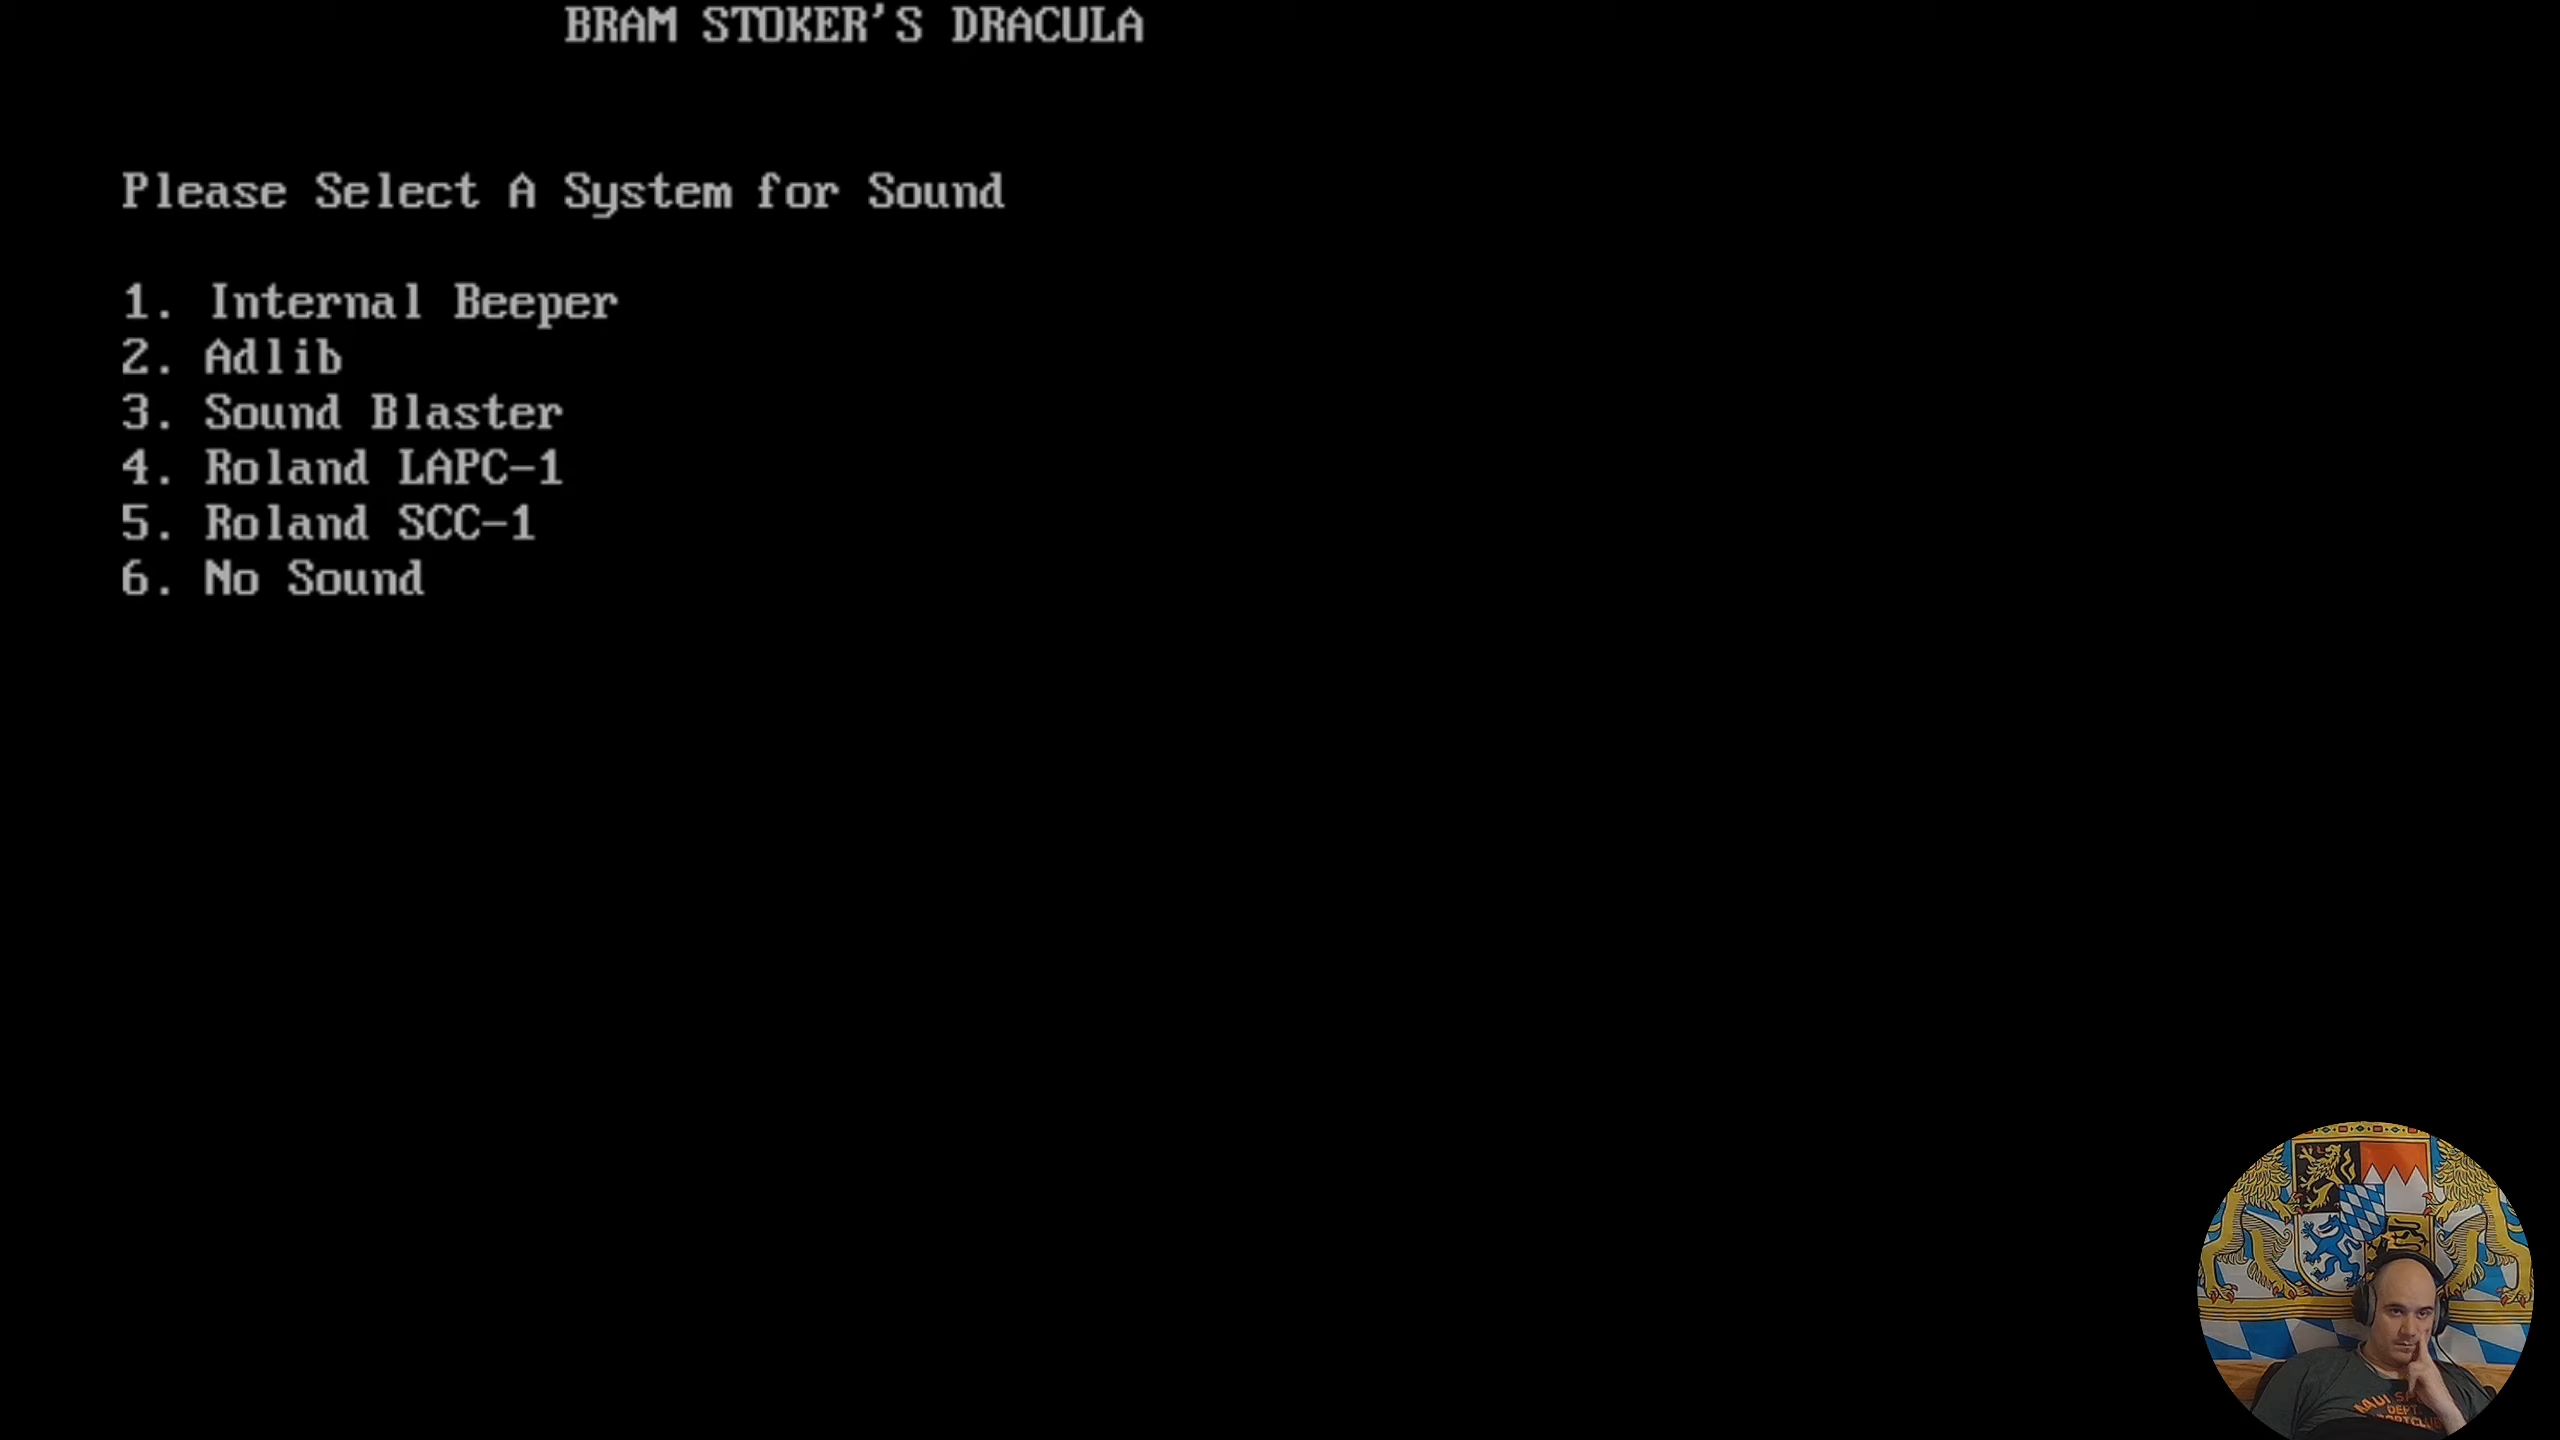 BRAM STOKER'S DRACULA
Please Select A System for Sound
1. Internal Beeper
2. Adlib
3. Sound Blaster
4. Roland LAPC-1
5. Roland SCC-1
6. No Sound
DEPT.